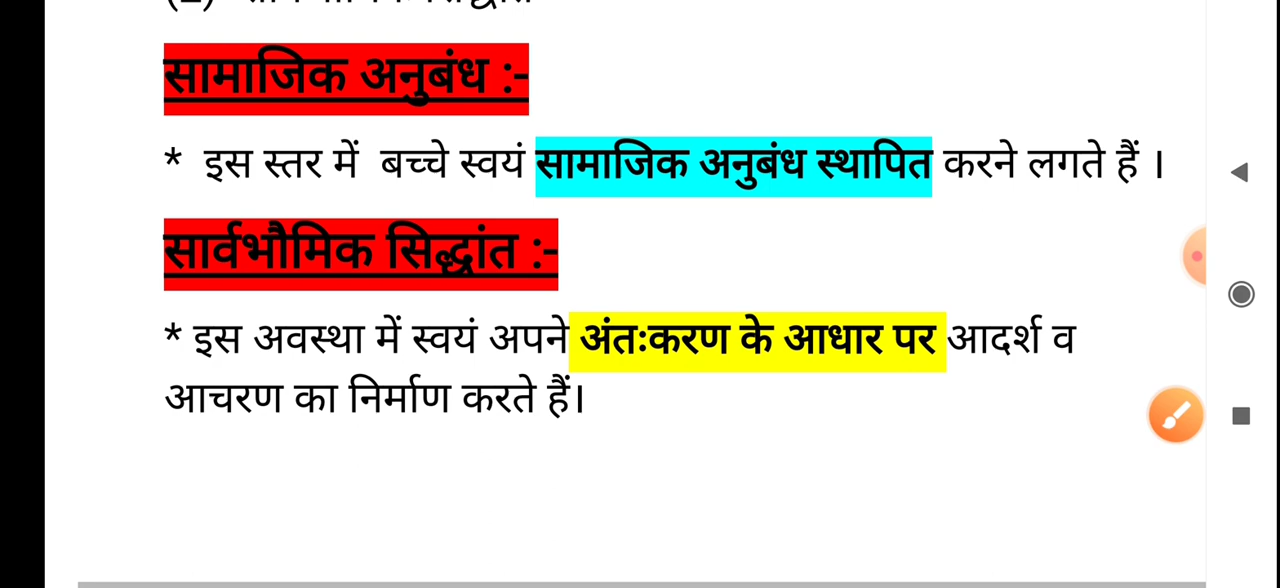 सामाजिक अनुबंध :-
* इस स्तर में बच्चे स्वयं सामाजिक अनुबंध स्थापित करने लगते हैं ।
सार्वभौमिक सिद्धांत :-
* इस अवस्था में स्वयं अपने अंतःकरण के आधार पर आदर्श व
आचरण का निर्माण करते हैं।